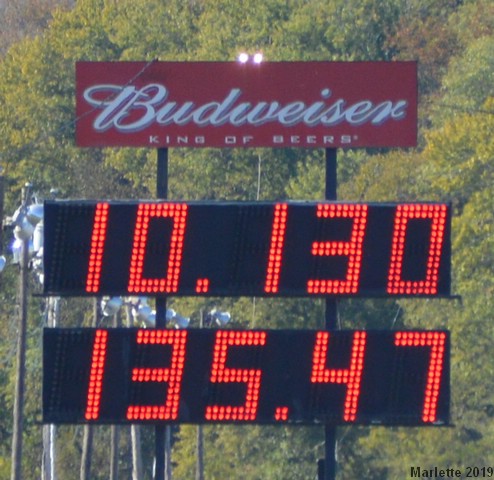 Budweiser
KING OF BEERS®
10.130
135.47
Marlette 2019